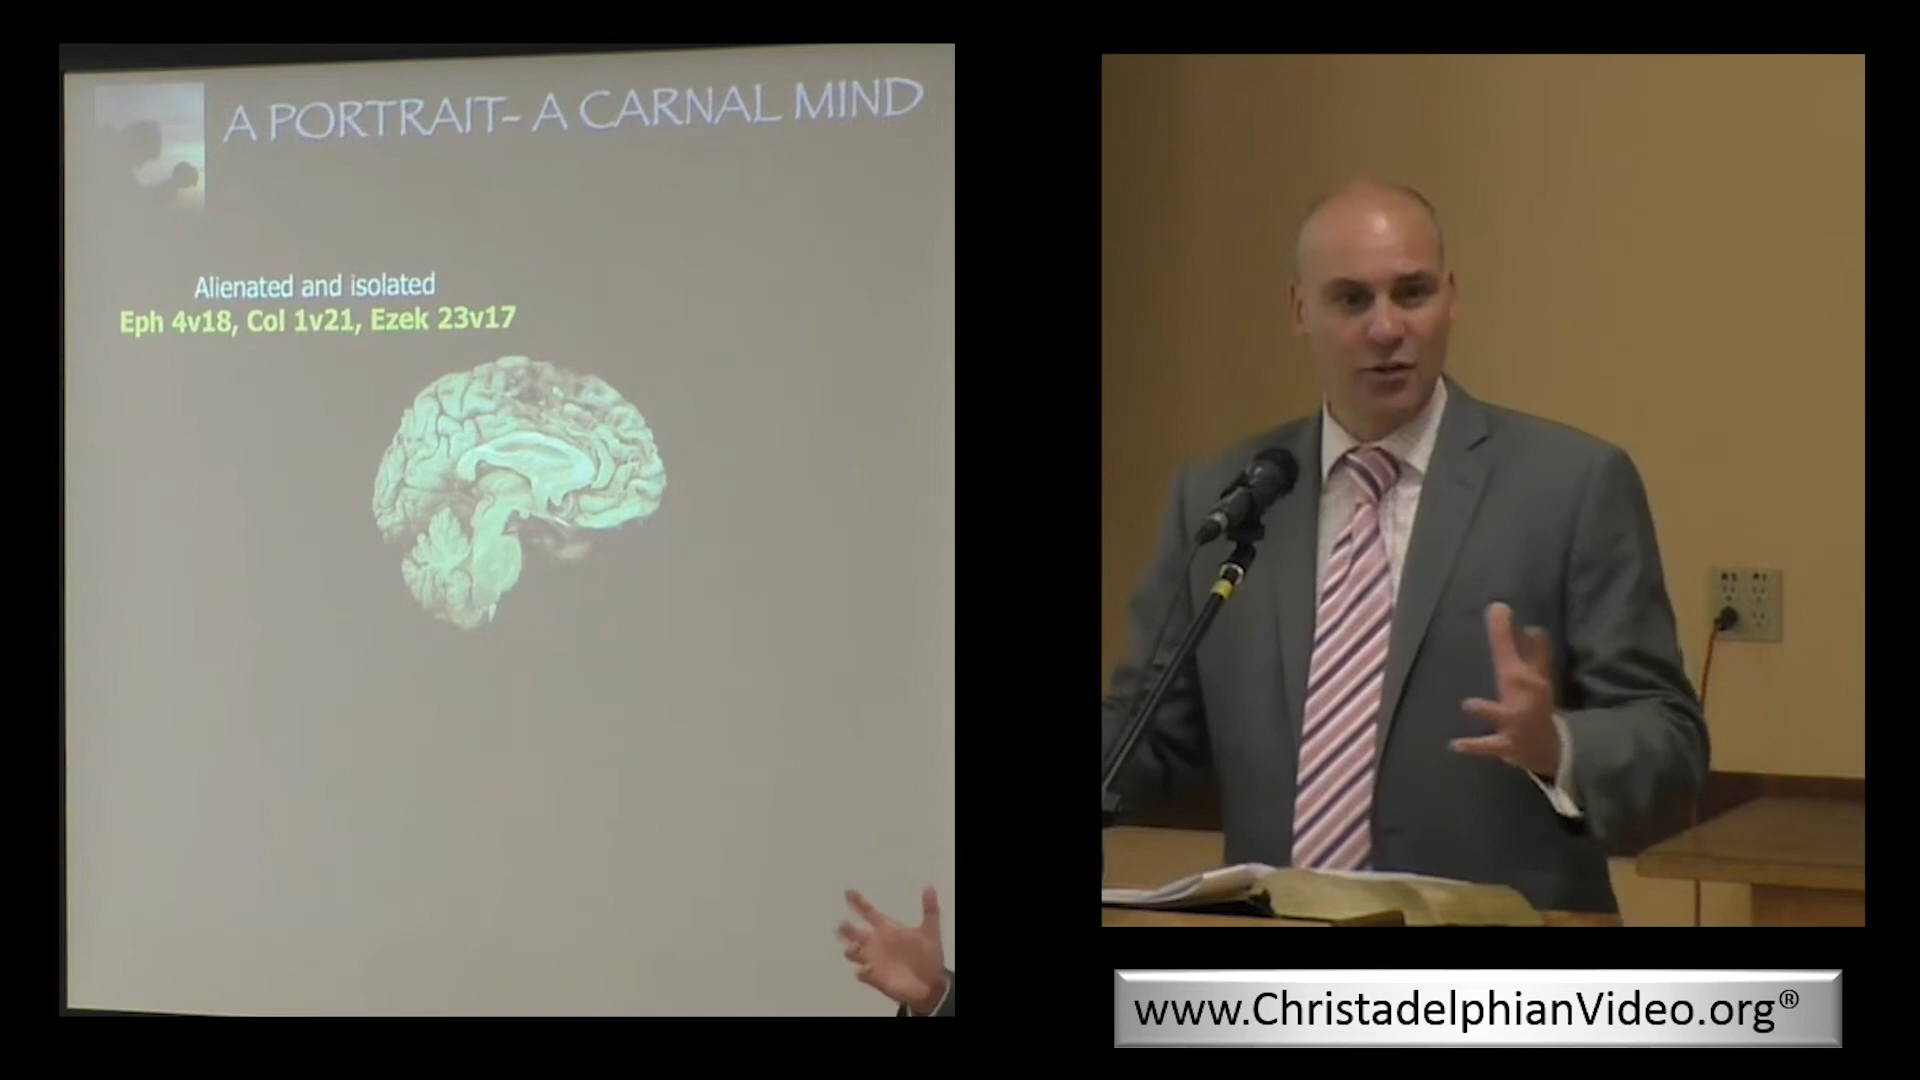 A PORTRAIT- A CARNAL MIND
Alienated and isolated
Eph 4v18, Col 1v21, Ezek 23v17
www.ChristadelphianVideo.org®